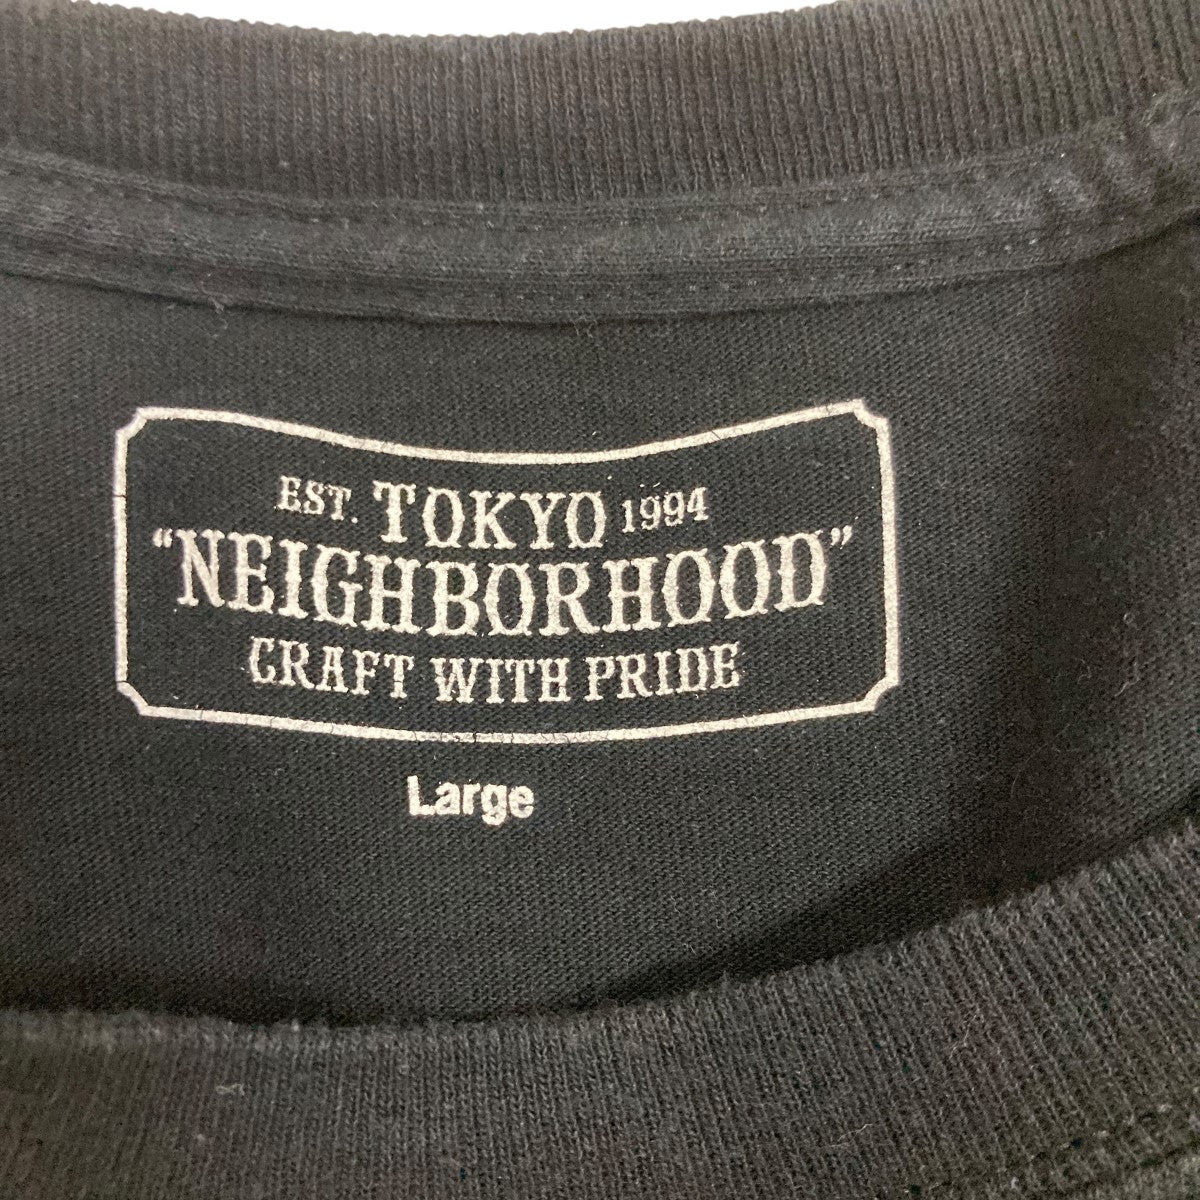 EST. TOKYO 1994
"NEIGHBORHOOD"
CRAFT WITH PRIDE
Large